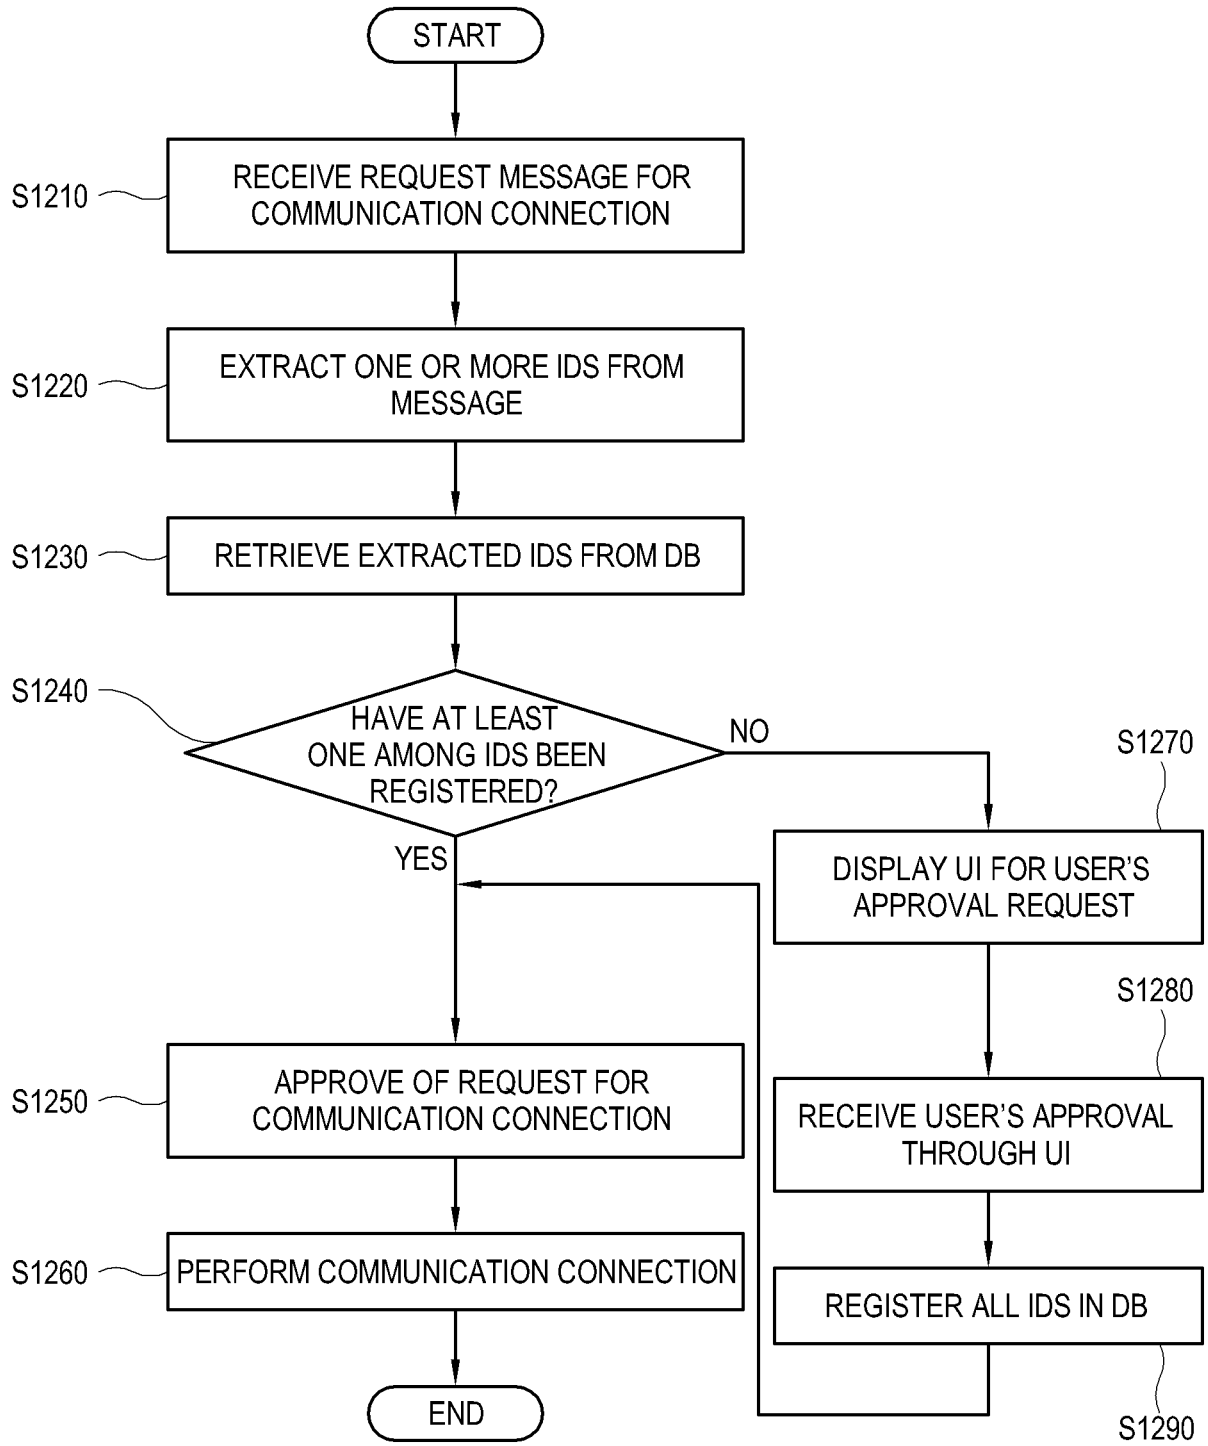 START
S1210
RECEIVE REQUEST MESSAGE FOR
COMMUNICATION CONNECTION
S1220
EXTRACT ONE OR MORE IDS FROM
MESSAGE
S1230
RETRIEVE EXTRACTED IDS FROM DB
S1240
HAVE AT LEAST
ONE AMONG IDS BEEN
REGISTERED?
NO
YES
S1270
DISPLAY UI FOR USER'S
APPROVAL REQUEST
S1280
RECEIVE USER'S APPROVAL
THROUGH UI
REGISTER ALL IDS IN DB
S1290
S1250
APPROVE OF REQUEST FOR
COMMUNICATION CONNECTION
S1260
PERFORM COMMUNICATION CONNECTION
END